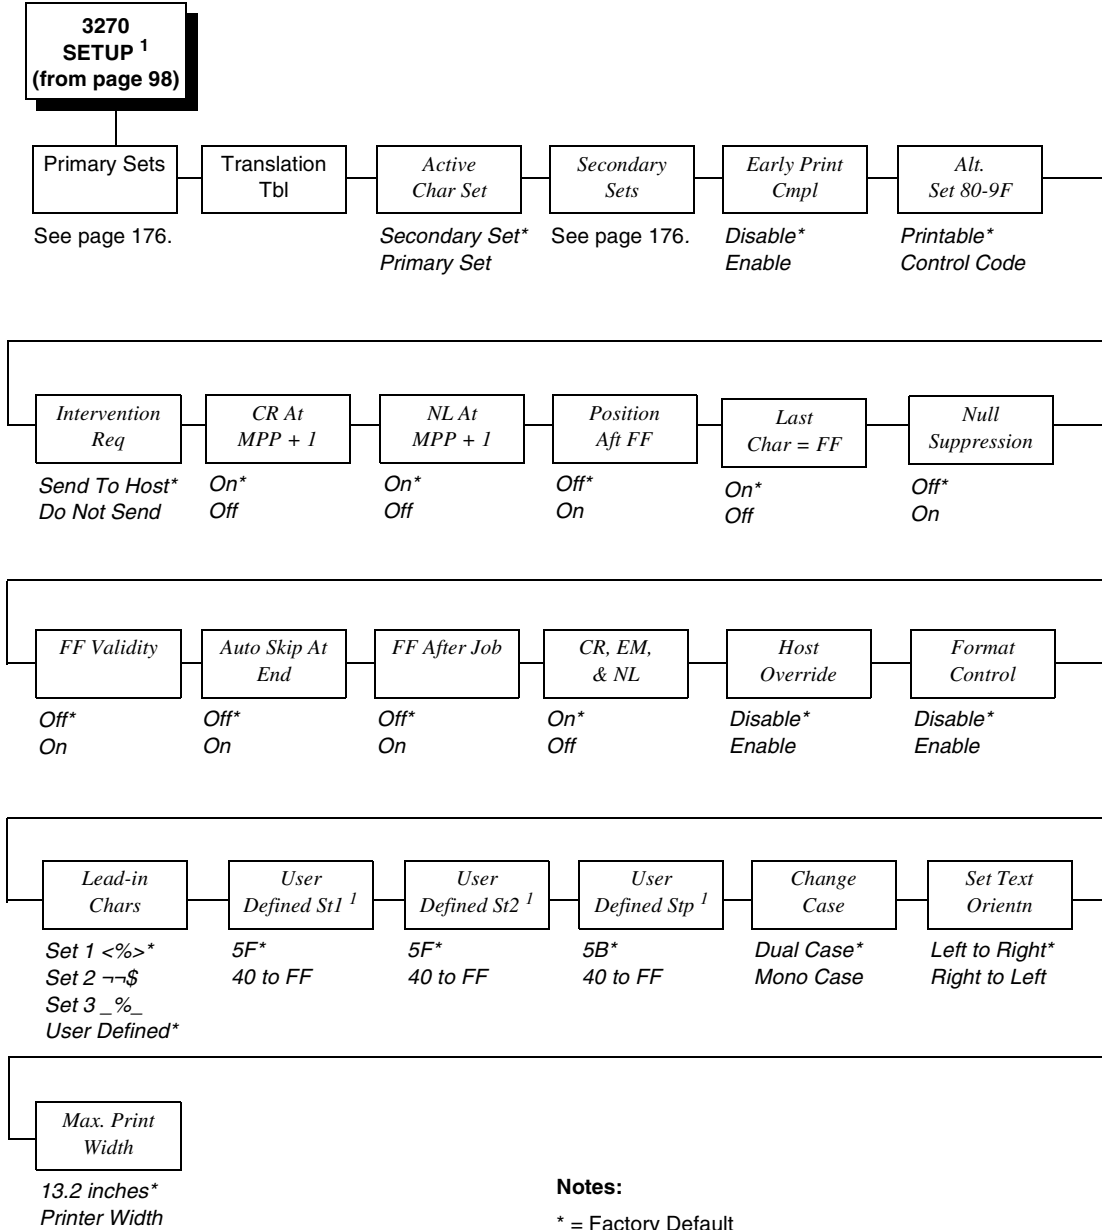 3270
SETUP 1
(from page 98)
Primary Sets
See page 176.
Translation
Tbl
Active
Char Set
Secondary Set*
Primary Set
Secondary
Sets
See page 176.
Early Print
Cmpl
Disable*
Enable
Alt.
Set 80-9F
Printable*
Control Code
Intervention
Req
Send To Host*
Do Not Send
CR At
MPP + 1
On*
Off
NL At
MPP + 1
On*
Off
Position
Aft FF
Off*
On
Last
Char = FF
On*
Off
Null
Suppression
Off*
On
FF Validity
Off*
On
Auto Skip At
End
Off*
On
FF After Job
Off*
On
CR, EM,
& NL
On*
Off
Host
Override
Disable*
Enable
Format
Control
Disable*
Enable
Lead-in
Chars
Set 1 <%>*
Set 2 ¬¬$
Set 3 _%_
User Defined*
User
Defined St1 1
5F*
40 to FF
User
Defined St2 1
5F*
40 to FF
User
Defined Stp 1
5B*
40 to FF
Change
Case
Dual Case*
Mono Case
Set Text
Orientn
Left to Right*
Right to Left
Max. Print
Width
13.2 inches*
Printer Width
Notes:
* = Factory Default